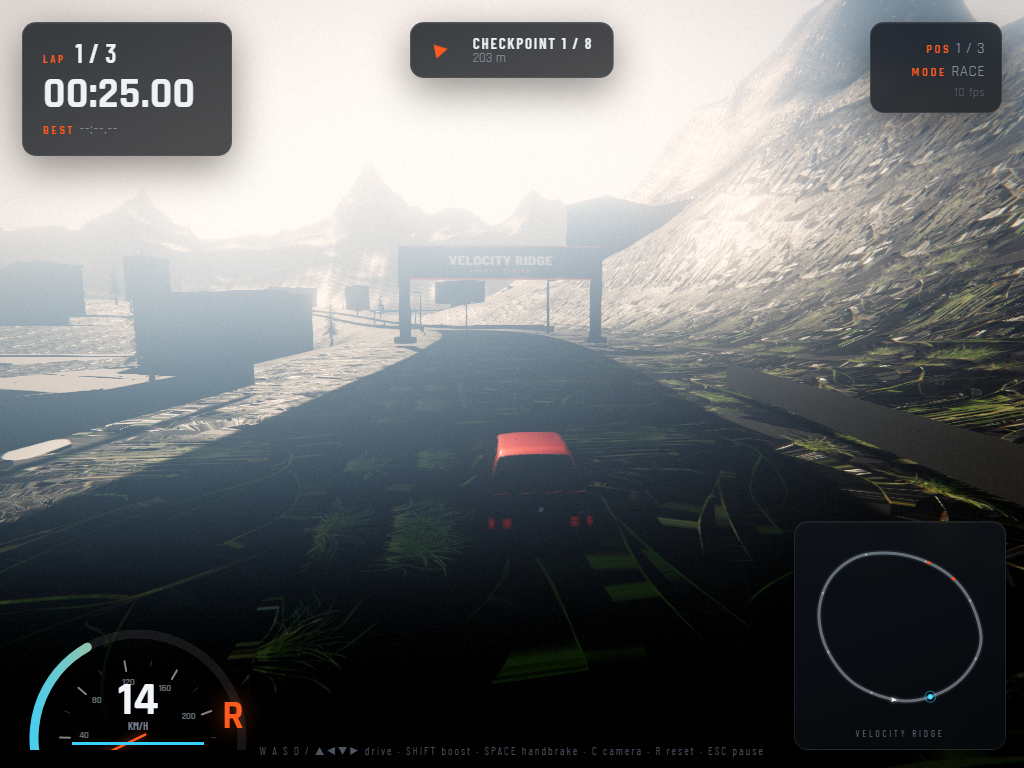 LAP 1 / 3
00:25.00
BEST --:--.--
CHECKPOINT 1 / 8
203 m
POS 1 / 3
MODE RACE
10 fps
VELOCITY RIDGE
120
80
160
14
200
KM/H
40
R
W A S D / ▲◀▼▶ drive · SHIFT boost · SPACE handbrake · C camera · R reset · ESC pause
VELOCITY RIDGE